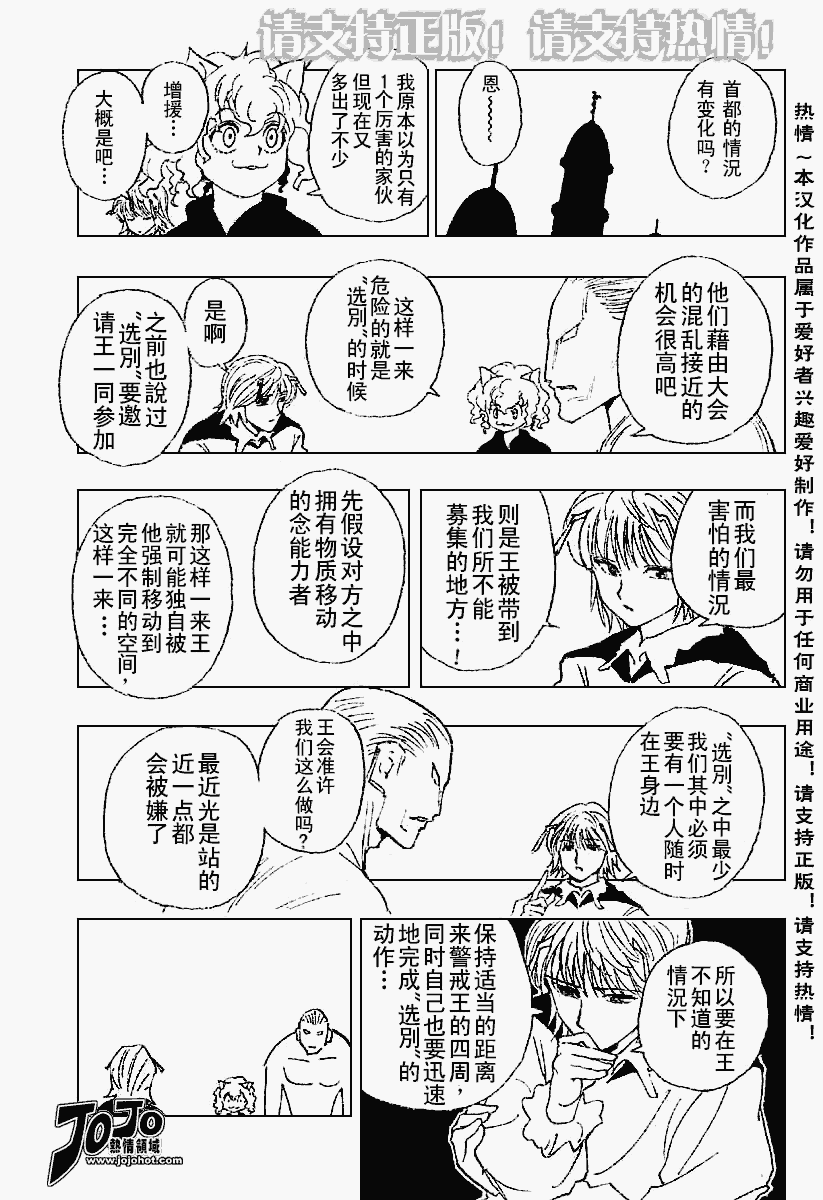 请支持正版！请支持热情！
首都的情况
有变化吗？
恩～～～
我原本以为只有
1个厉害的家伙
但现在又
多出了不少
增援…
大概是吧…
他们藉由大会
的混乱接近的
机会很高吧
这样一来
危险的就是
“选别”的时候
是啊
之前也說过
“选别”要邀
请王一同参加
而我们最
害怕的情况
则是王被带到
我们所不能
募集的地方…！
先假设对方之中
拥有物质移动
的念能力者
那这样一来王
就可能独自被
他强制移动到
完全不同的空间，
这样一来…
“选别”之中最少
我们其中必须
要有一个人随时
在王身边
王会准许
我们这么做吗？
最近光是站的
近一点都
会被嫌了
所以要在王
不知道的
情况下
保持适当的距离
来警戒王的四周，
同时自己也要迅速
地完成“选别”的
动作…
热情～本汉化作品属于爱好者兴趣爱好制作！请勿用于任何商业用途！请支持正版！请支持热情！
JOJO
熱情領域
www.jojohot.com